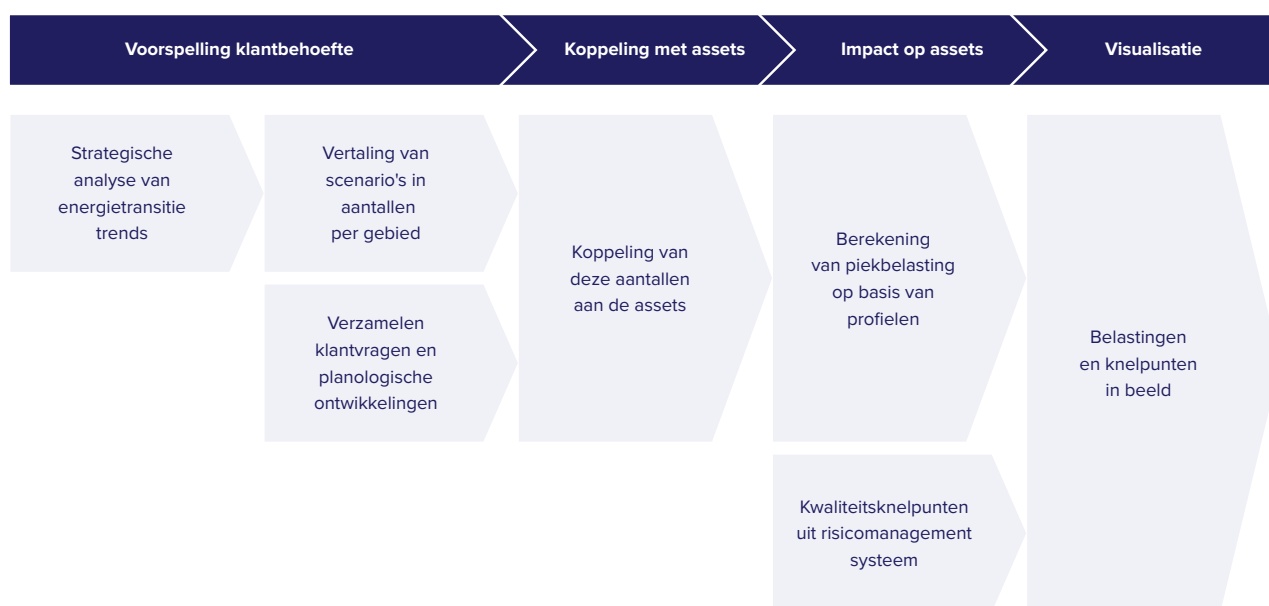 Voorspelling klantbehoefte
Koppeling met assets
Impact op assets
Visualisatie
Strategische
analyse van
energietransitie
trends
Vertaling van
scenario's in
aantallen
per gebied
Verzamelen
klantvragen en
planologische
ontwikkelingen
Koppeling van
deze aantallen
aan de assets
Berekening
van piekbelasting
op basis van
profielen
Kwaliteitsknelpunten
uit risicomanagement
systeem
Belastingen
en knelpunten
in beeld